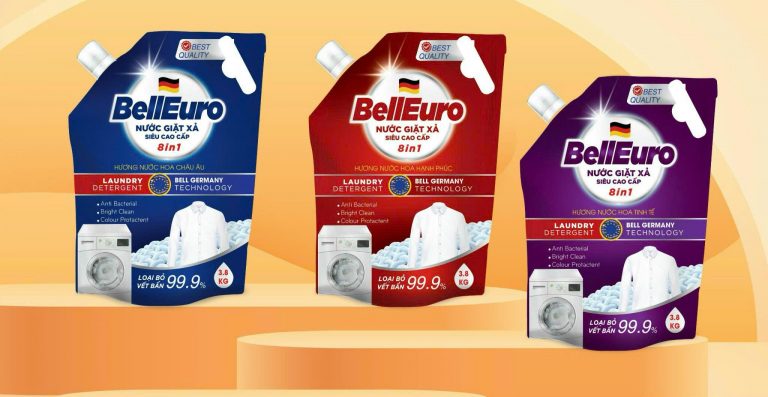 BEST
QUALITY
BellEuro
NƯỚC GIẶT XẢ
SIÊU CAO CẤP
8in1
HƯƠNG NƯỚC HOA CHÂU ÂU
LAUNDRY
DETERGENT
BELL GERMANY
TECHNOLOGY
• Anti Bacterial
• Bright Clean
• Colour Protactent
LOẠI BỎ
VẾT BẨN 99.9%
3.8
KG
BEST
QUALITY
BellEuro
NƯỚC GIẶT XẢ
SIÊU CAO CẤP
8in1
HƯƠNG NƯỚC HOA HẠNH PHÚC
LAUNDRY
DETERGENT
BELL GERMANY
TECHNOLOGY
• Anti Bacterial
• Bright Clean
• Colour Protactent
LOẠI BỎ
VẾT BẨN 99.9%
3.8
KG
BEST
QUALITY
BellEuro
NƯỚC GIẶT XẢ
SIÊU CAO CẤP
8in1
HƯƠNG NƯỚC HOA TINH TẾ
LAUNDRY
DETERGENT
BELL GERMANY
TECHNOLOGY
• Anti Bacterial
• Bright Clean
• Colour Protactent
LOẠI BỎ
VẾT BẨN 99.9%
3.8
KG